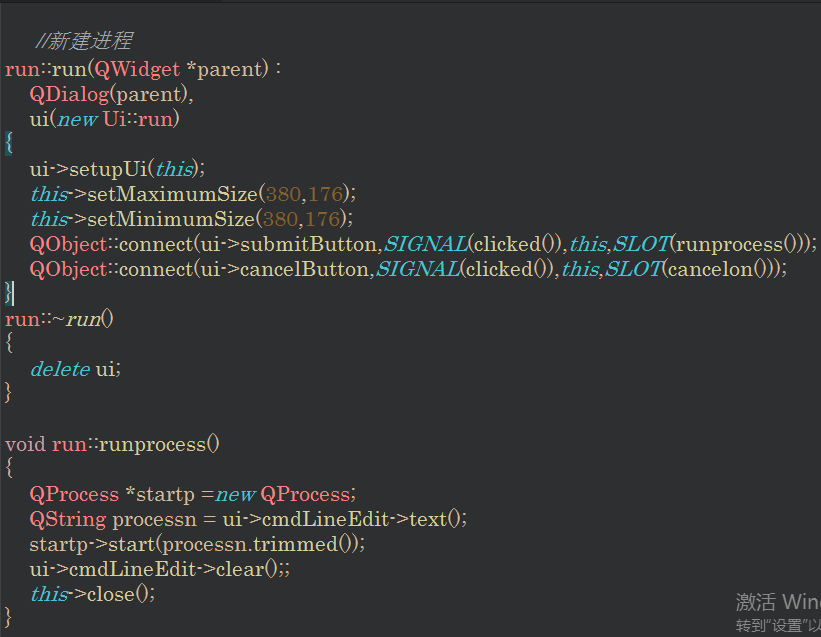 //新建进程
run::run(QWidget *parent) :
    QDialog(parent),
    ui(new Ui::run)
{
    ui->setupUi(this);
    this->setMaximumSize(380,176);
    this->setMinimumSize(380,176);
    QObject::connect(ui->submitButton,SIGNAL(clicked()),this,SLOT(runprocess()));
    QObject::connect(ui->cancelButton,SIGNAL(clicked()),this,SLOT(cancelon()));
}
run::~run()
{
    delete ui;
}
void run::runprocess()
{
    QProcess *startp =new QProcess;
    QString processn = ui->cmdLineEdit->text();
    startp->start(processn.trimmed());
    ui->cmdLineEdit->clear();;
    this->close();
}
激活 Win
转到"设置"以